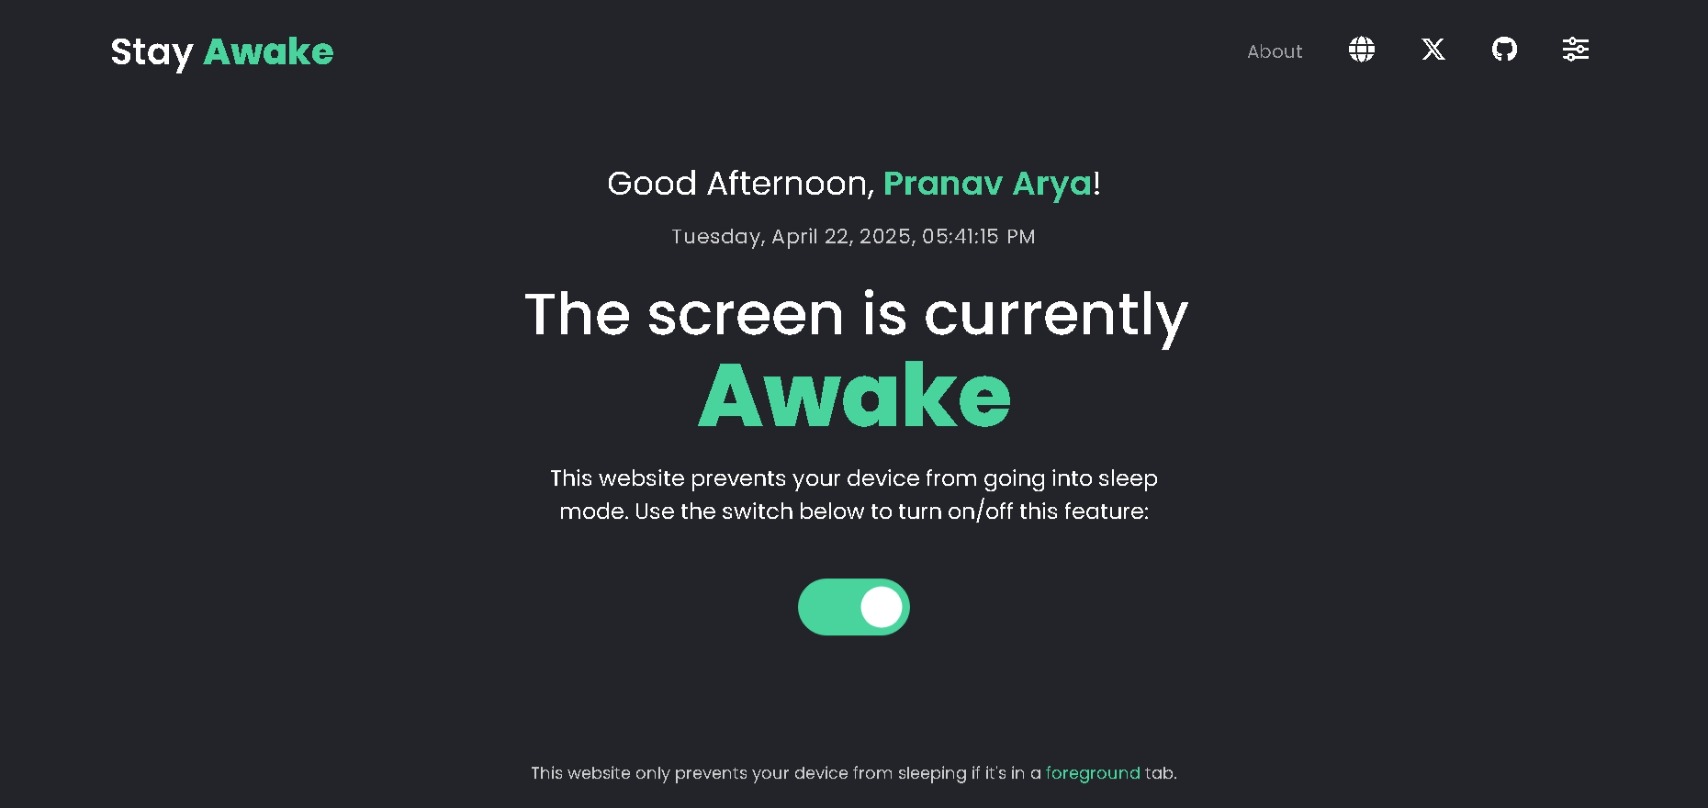 Stay Awake
About
Good Afternoon, Pranav Arya!
Tuesday, April 22, 2025, 05:41:15 PM
The screen is currently
Awake
This website prevents your device from going into sleep
mode. Use the switch below to turn on/off this feature:
This website only prevents your device from sleeping if it's in a foreground tab.